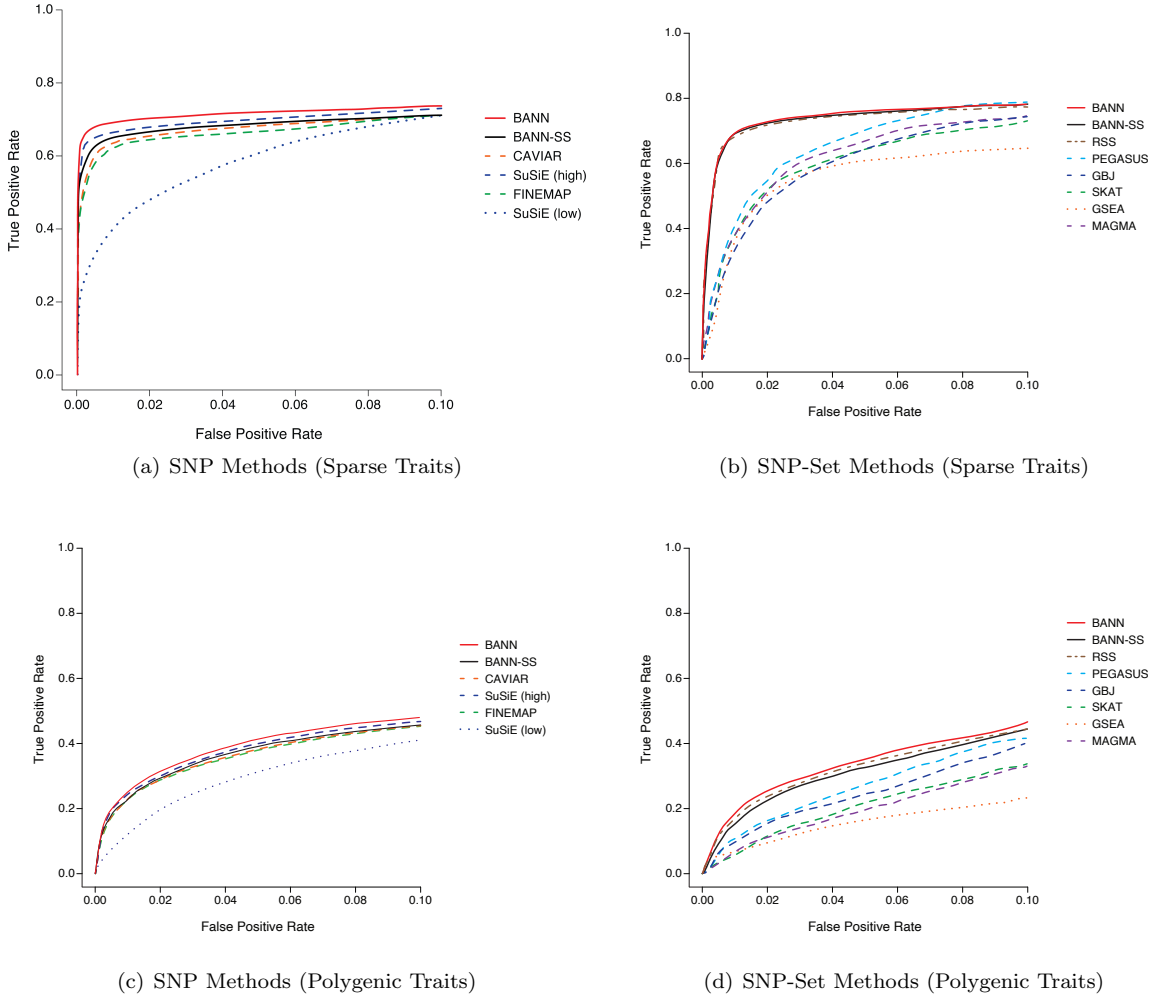 1.0
0.8
0.6
0.4
0.2
0.0
True Positive Rate
0.00 0.02 0.04 0.06 0.08 0.10
False Positive Rate
BANN
BANN-SS
CAVIAR
SuSiE (high)
FINEMAP
SuSiE (low)
(a) SNP Methods (Sparse Traits)
1.0
0.8
0.6
0.4
0.2
0.0
True Positive Rate
0.00 0.02 0.04 0.06 0.08 0.10
False Positive Rate
BANN
BANN-SS
RSS
PEGASUS
GBJ
SKAT
GSEA
MAGMA
(b) SNP-Set Methods (Sparse Traits)
1.0
0.8
0.6
0.4
0.2
0.0
True Positive Rate
0.00 0.02 0.04 0.06 0.08 0.10
False Positive Rate
BANN
BANN-SS
CAVIAR
SuSiE (high)
FINEMAP
SuSiE (low)
(c) SNP Methods (Polygenic Traits)
1.0
0.8
0.6
0.4
0.2
0.0
True Positive Rate
0.00 0.02 0.04 0.06 0.08 0.10
False Positive Rate
BANN
BANN-SS
RSS
PEGASUS
GBJ
SKAT
GSEA
MAGMA
(d) SNP-Set Methods (Polygenic Traits)